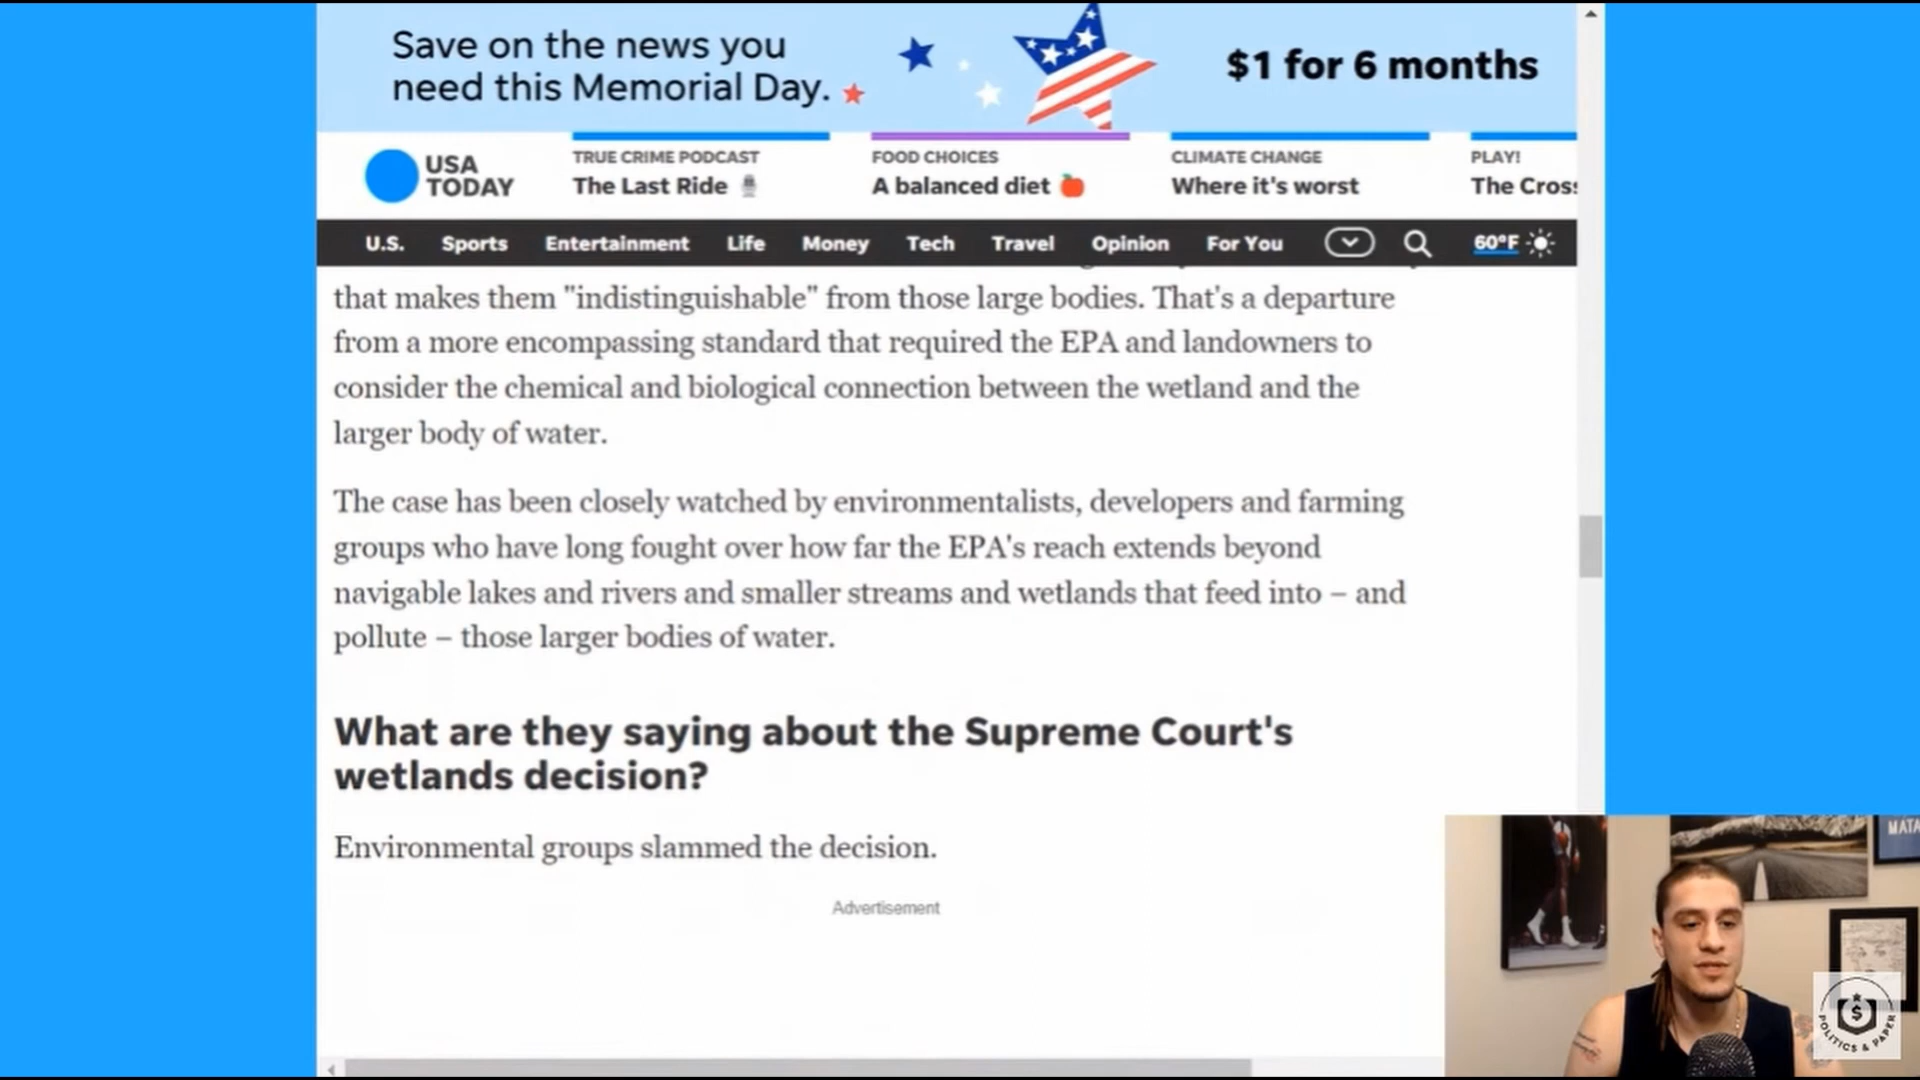 Save on the news you
need this Memorial Day.
$1 for 6 months
USA
TODAY
TRUE CRIME PODCAST
The Last Ride
FOOD CHOICES
A balanced diet
CLIMATE CHANGE
Where it's worst
PLAY!
The Cross
U.S. Sports Entertainment Life Money Tech Travel Opinion For You 60°F
that makes them "indistinguishable" from those large bodies. That's a departure
from a more encompassing standard that required the EPA and landowners to
consider the chemical and biological connection between the wetland and the
larger body of water.
The case has been closely watched by environmentalists, developers and farming
groups who have long fought over how far the EPA's reach extends beyond
navigable lakes and rivers and smaller streams and wetlands that feed into – and
pollute – those larger bodies of water.
What are they saying about the Supreme Court's
wetlands decision?
Environmental groups slammed the decision.
Advertisement
MATA
$
POLITICS & PAPER